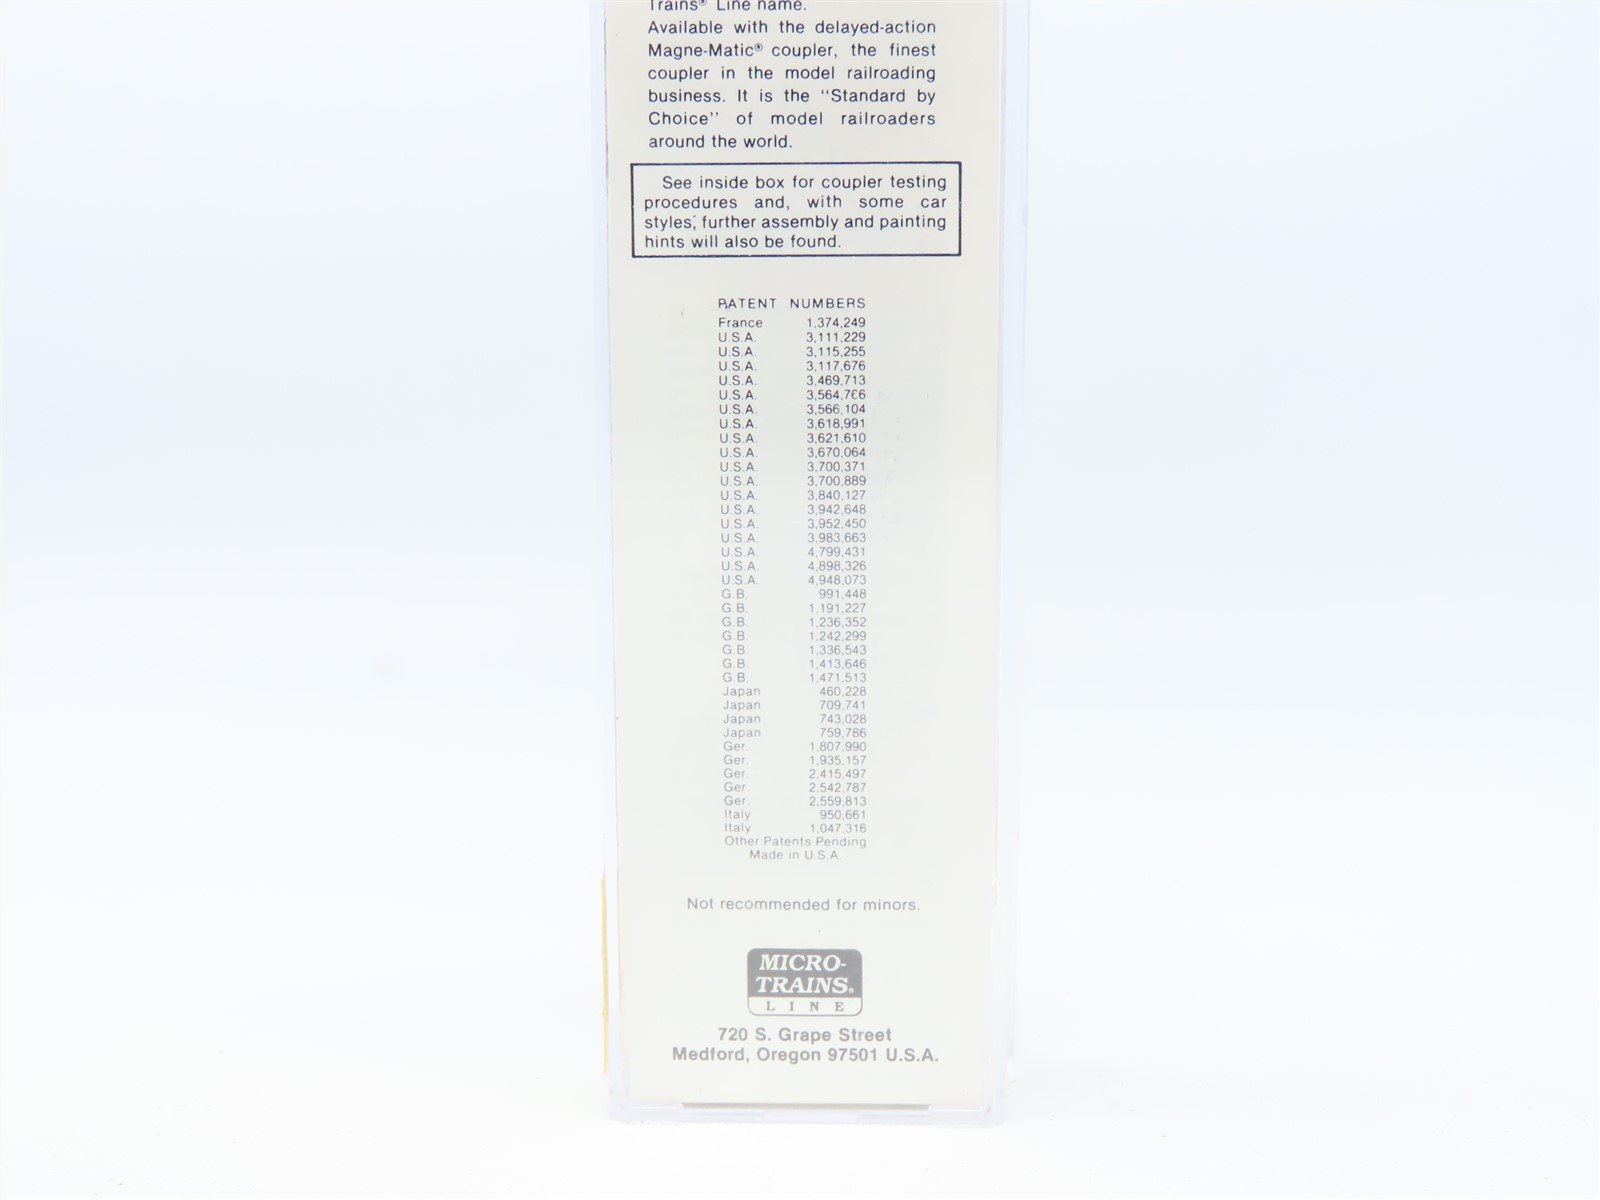 Trains® Line name.
Available with the delayed-action
Magne-Matic® coupler, the finest
coupler in the model railroading
business. It is the "Standard by
Choice" of model railroaders
around the world.
See inside box for coupler testing
procedures and, with some car
styles, further assembly and painting
hints will also be found.
PATENT NUMBERS
France 1,374,249
U.S.A. 3,111,229
U.S.A. 3,115,255
U.S.A. 3,117,676
U.S.A. 3,469,713
U.S.A. 3,564,766
U.S.A. 3,566,104
U.S.A. 3,618,991
U.S.A. 3,621,610
U.S.A. 3,670,064
U.S.A. 3,700,371
U.S.A. 3,700,889
U.S.A. 3,840,127
U.S.A. 3,942,648
U.S.A. 3,952,450
U.S.A. 3,983,663
U.S.A. 4,799,431
U.S.A. 4,898,326
U.S.A. 4,948,073
G.B. 991,448
G.B. 1,191,227
G.B. 1,236,352
G.B. 1,242,299
G.B. 1,336,543
G.B. 1,413,646
G.B. 1,471,513
Japan 460,228
Japan 709,741
Japan 743,028
Japan 759,786
Ger. 1,807,990
Ger. 1,935,157
Ger. 2,415,497
Ger. 2,542,787
Ger. 2,559,813
Italy 950,661
Italy 1,047,316
Other Patents Pending
Made in U.S.A.
Not recommended for minors.
MICRO-
TRAINS®
LINE
720 S. Grape Street
Medford, Oregon 97501 U.S.A.